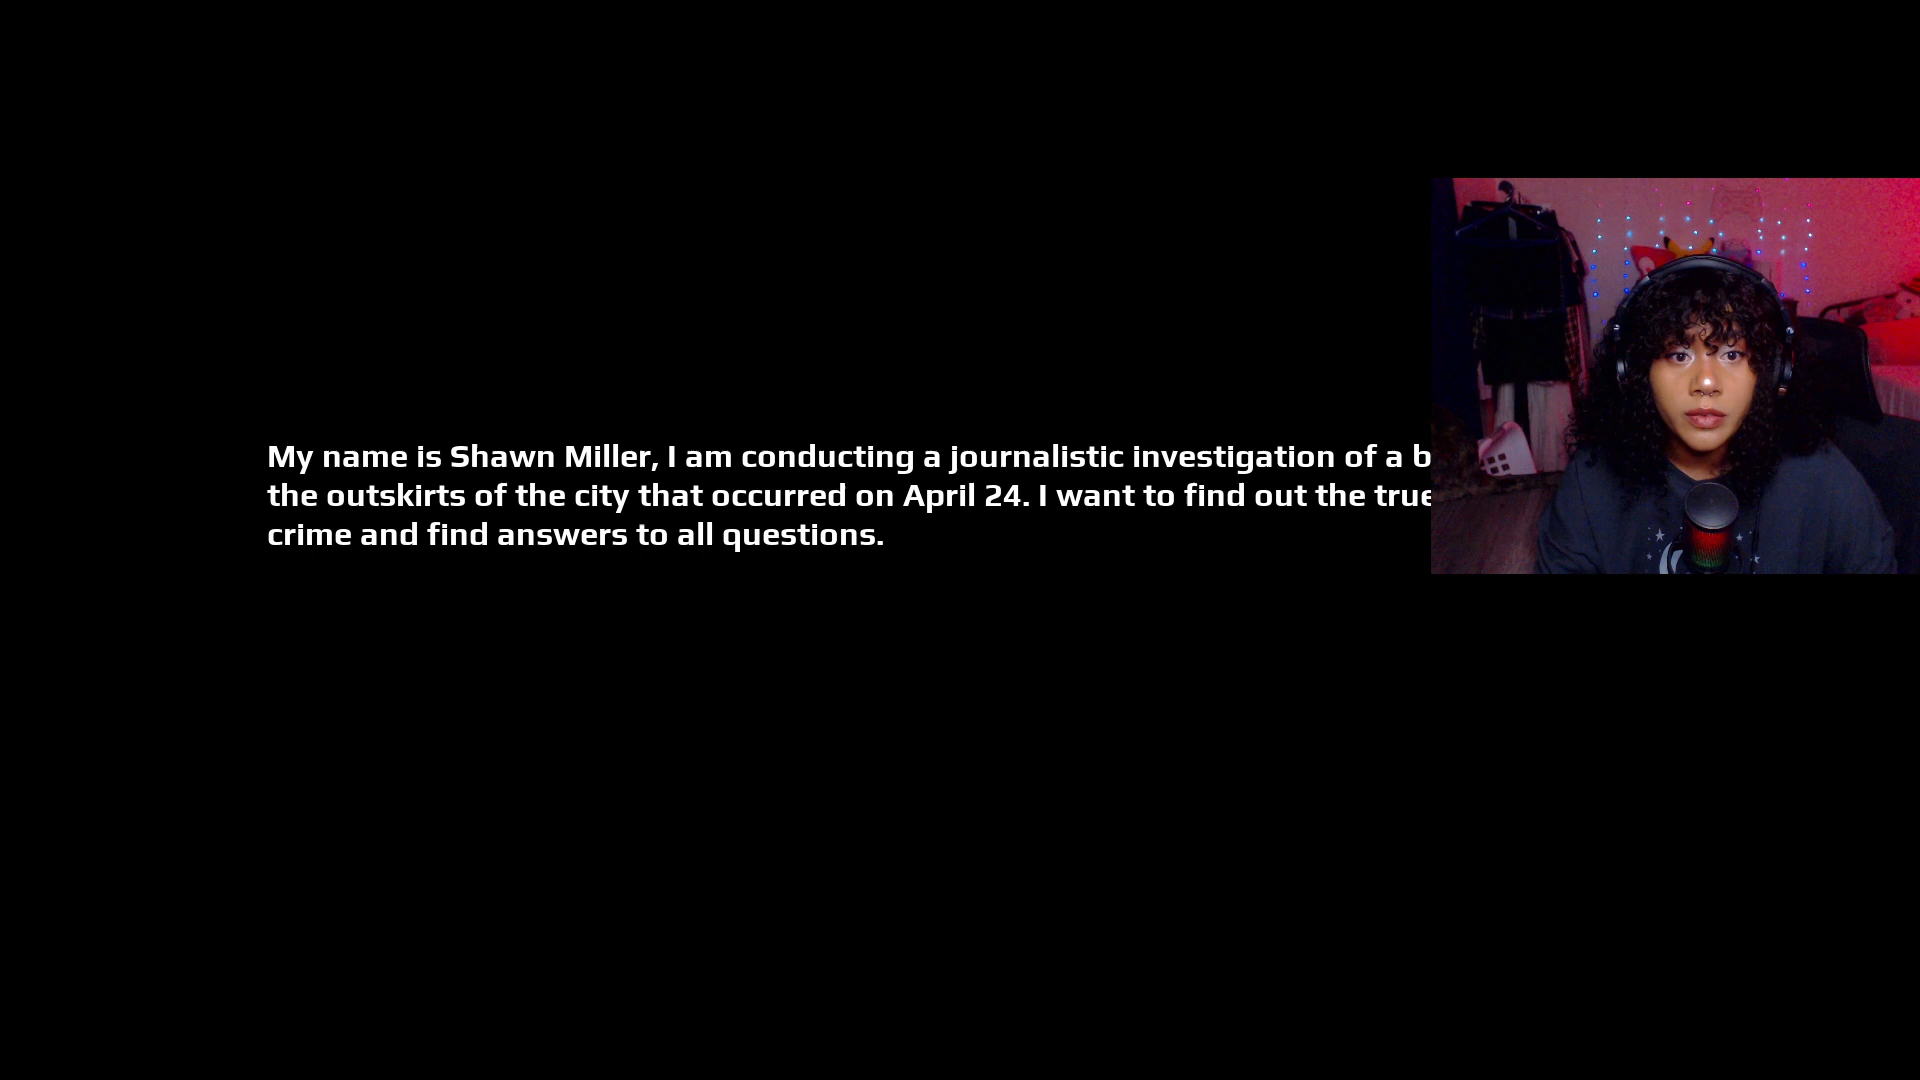 My name is Shawn Miller, I am conducting a journalistic investigation of a
the outskirts of the city that occurred on April 24. I want to find out the true
crime and find answers to all questions.